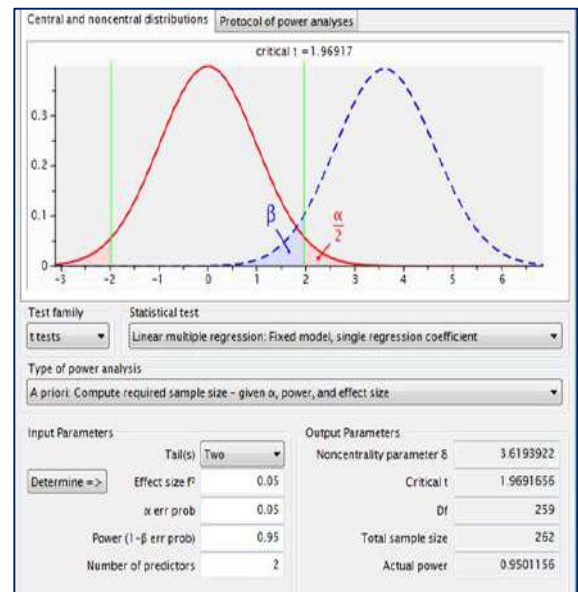 Central and noncentral distributions Protocol of power analyses
critical t = 1.96917
0.3
0.2
0.1
0
β
α
2
-3 -2 -1 0 1 2 3 4 5 6
Test family Statistical test
t tests Linear multiple regression: Fixed model, single regression coefficient
Type of power analysis
A priori: Compute required sample size - given α, power, and effect size
Input Parameters Output Parameters
Tail(s) Two Noncentrality parameter δ 3.6193922
Determine => Effect size f² 0.05 Critical t 1.9691656
α err prob 0.05 Df 259
Power (1-β err prob) 0.95 Total sample size 262
Number of predictors 2 Actual power 0.9501156